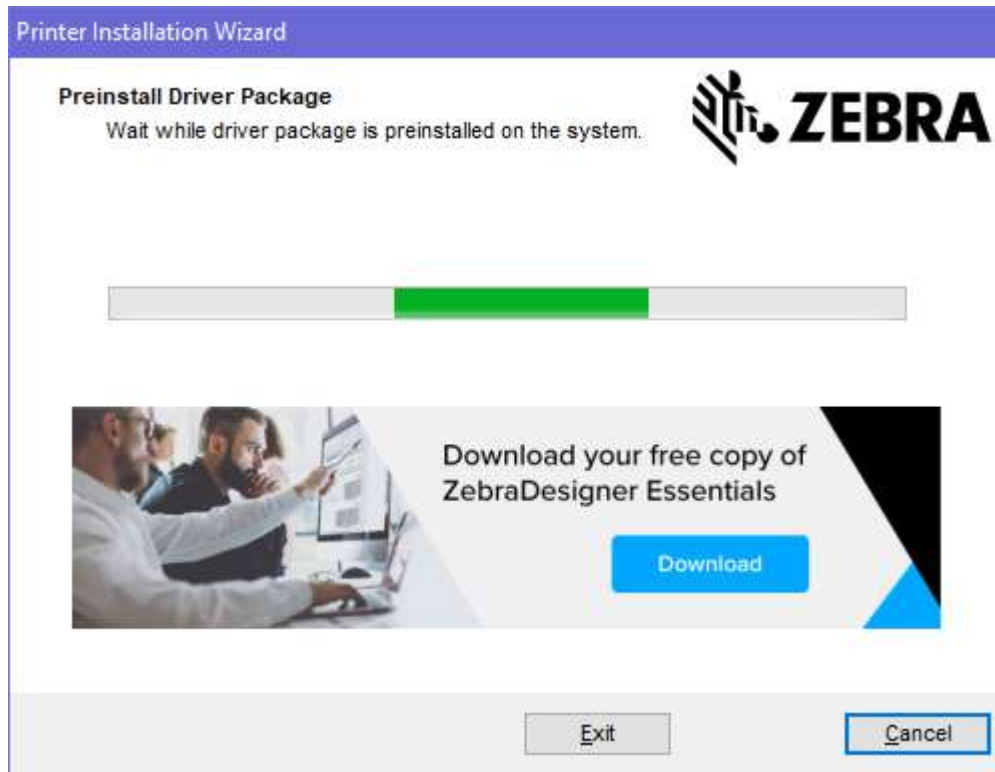 Printer Installation Wizard
Preinstall Driver Package
Wait while driver package is preinstalled on the system.
ZEBRA
Download your free copy of
ZebraDesigner Essentials
Download
Exit
Cancel